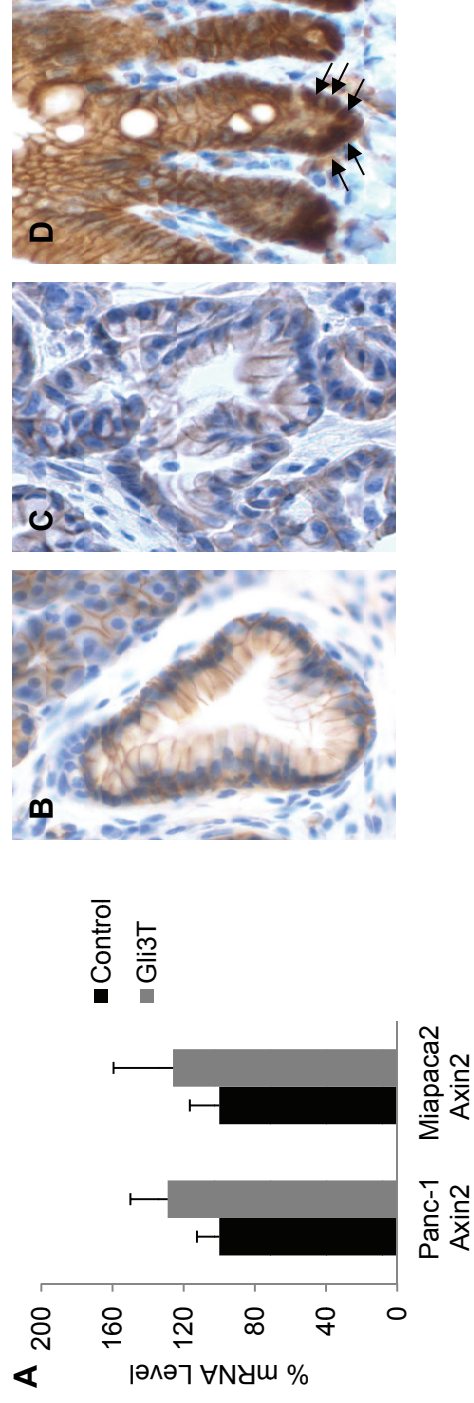 A
% mRNA Level
200
160
120
80
40
0
Panc-1
Axin2
Miapaca2
Axin2
Control
Gli3T
B
C
D